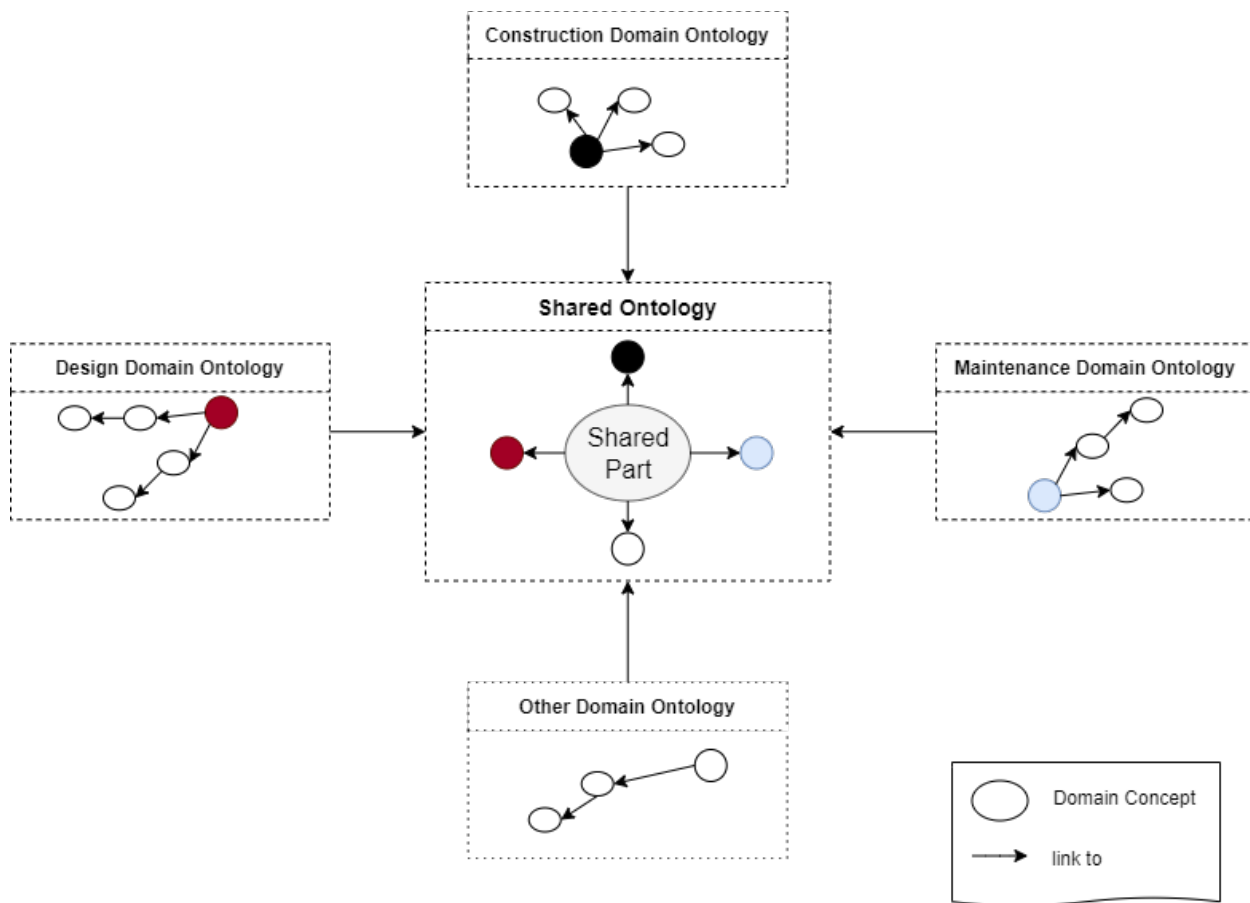 Construction Domain Ontology
Shared Ontology
Design Domain Ontology
Maintenance Domain Ontology
Shared
Part
Other Domain Ontology
Domain Concept
link to